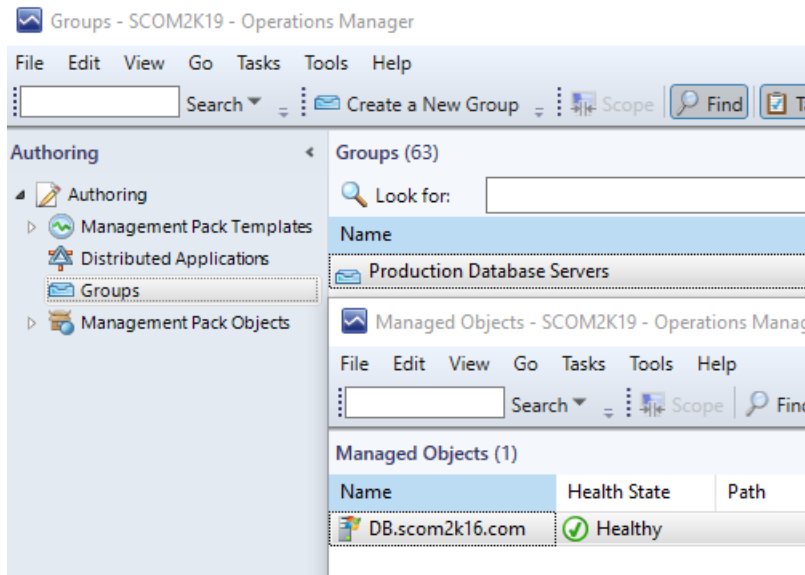 Groups - SCOM2K19 - Operations Manager
File Edit View Go Tasks Tools Help
Search Create a New Group Scope Find
Authoring
Authoring
Management Pack Templates
Distributed Applications
Groups
Management Pack Objects
Groups (63)
Look for:
Name
Production Database Servers
Managed Objects - SCOM2K19 - Operations
File Edit View Go Tasks Tools Help
Search Scope
Managed Objects (1)
Name Health State Path
DB.scom2k16.com Healthy